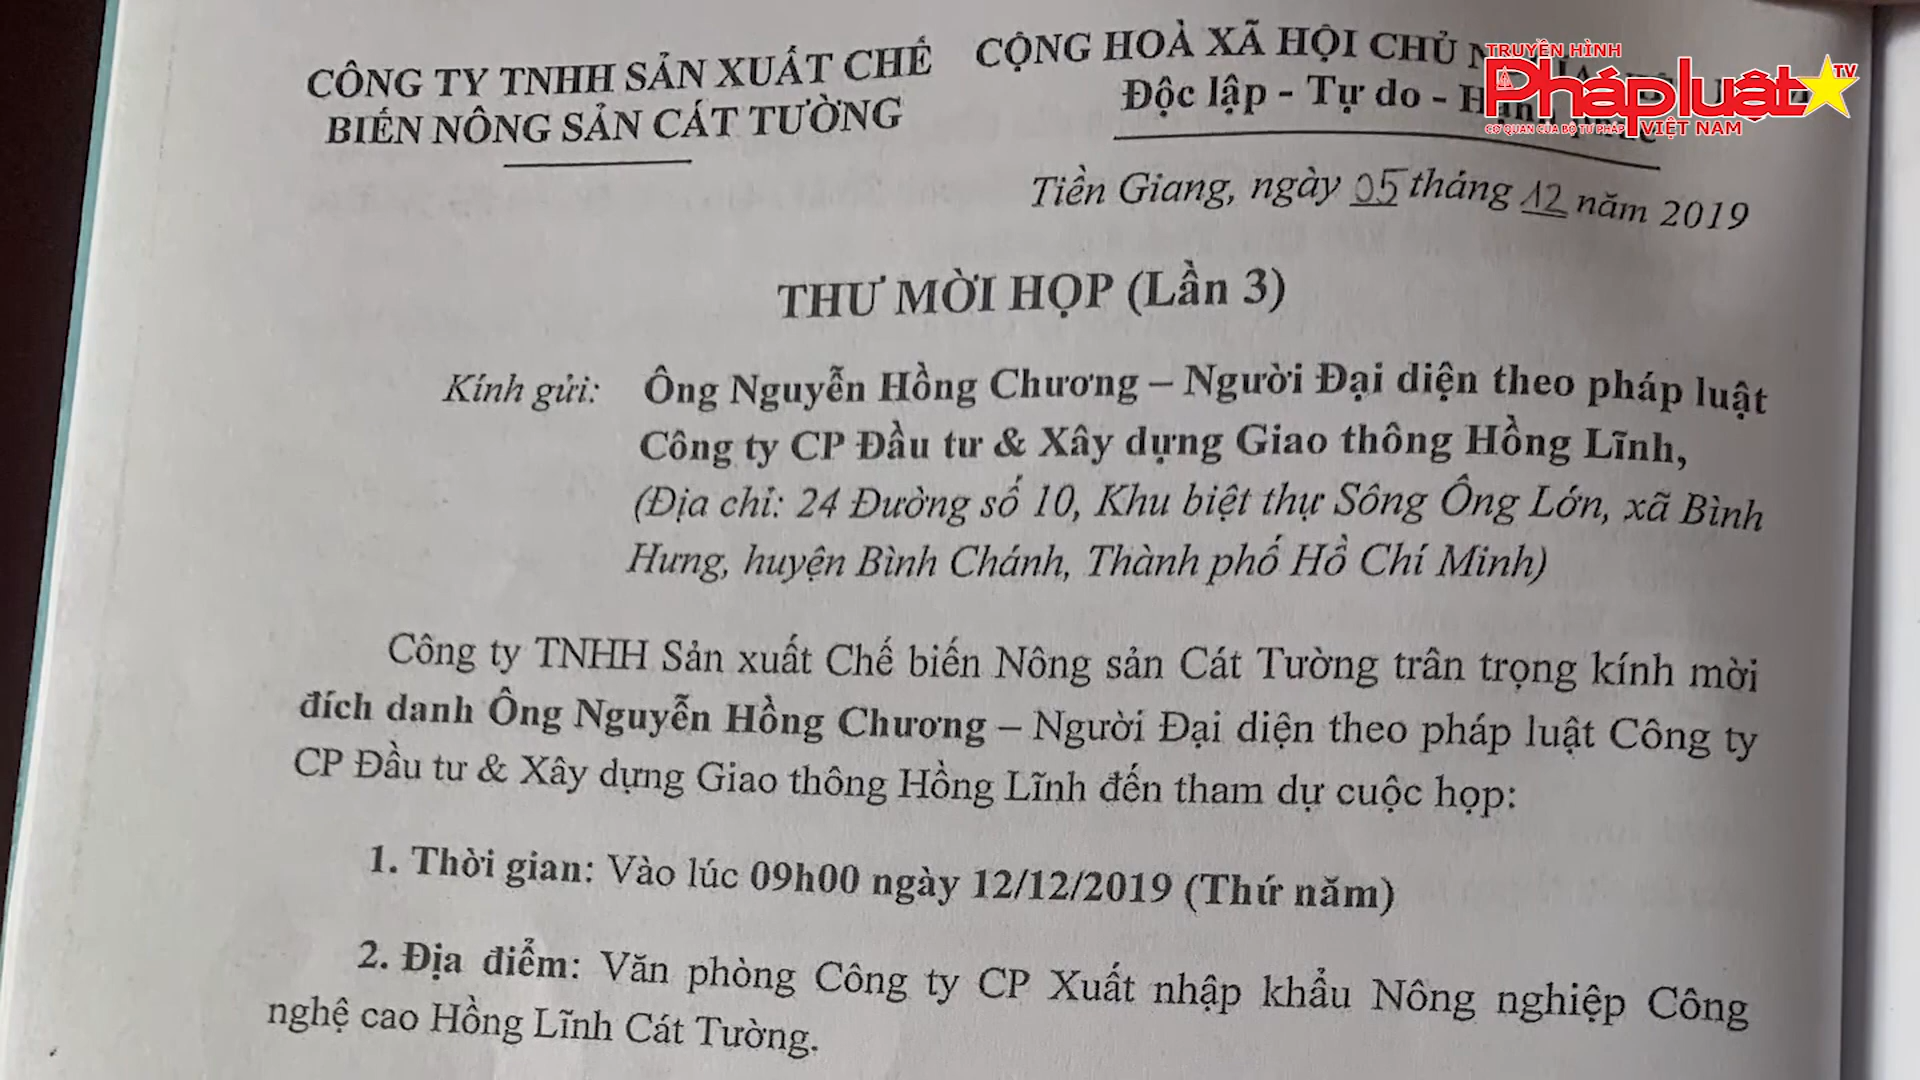 CÔNG TY TNHH SẢN XUẤT CHẾ
BIẾN NÔNG SẢN CÁT TƯỜNG
CỘNG HOÀ XÃ HỘI CHỦ
Độc lập - Tự do -
TRUYỀN HÌNH
Pháp luật TV
CƠ QUAN CỦA BỘ TƯ PHÁP VIỆT NAM
Tiền Giang, ngày 05 tháng 12 năm 2019
THƯ MỜI HỌP (Lần 3)
Kính gửi: Ông Nguyễn Hồng Chương – Người Đại diện theo pháp luật
Công ty CP Đầu tư & Xây dựng Giao thông Hồng Lĩnh,
(Địa chỉ: 24 Đường số 10, Khu biệt thự Sông Ông Lớn, xã Bình
Hưng, huyện Bình Chánh, Thành phố Hồ Chí Minh)
Công ty TNHH Sản xuất Chế biến Nông sản Cát Tường trân trọng kính mời
đích danh Ông Nguyễn Hồng Chương – Người Đại diện theo pháp luật Công ty
CP Đầu tư & Xây dựng Giao thông Hồng Lĩnh đến tham dự cuộc họp:
1. Thời gian: Vào lúc 09h00 ngày 12/12/2019 (Thứ năm)
2. Địa điểm: Văn phòng Công ty CP Xuất nhập khẩu Nông nghiệp Công
nghệ cao Hồng Lĩnh Cát Tường.